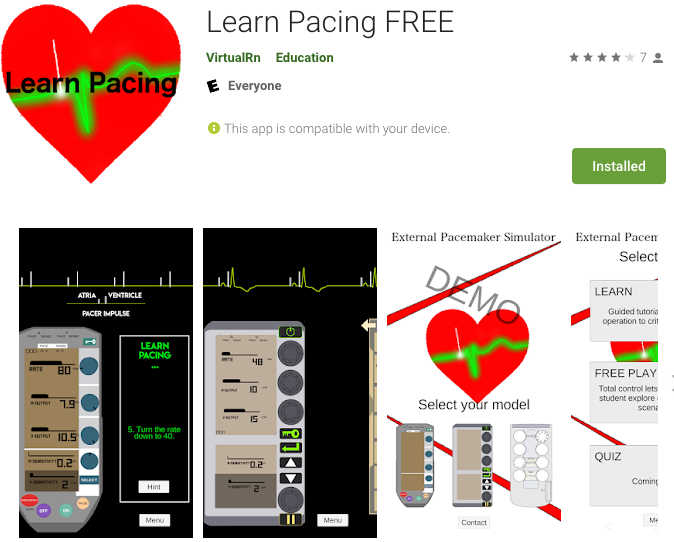 Learn Pacing FREE
VirtualRn Education
7
E Everyone
This app is compatible with your device.
Installed
Learn Pacing
ATRIA VENTRICLE
PACER IMPULSE
RATE 80
A-OUTPUT 7.9
V-OUTPUT 10.5
A-SENSITIVITY 0.2
V-SENSITIVITY 2
SELECT
OFF ON
LEARN
PACING
...
5. Turn the rate
down to 40.
Hint
Menu
RATE 48
A-OUTPUT 10
V-OUTPUT 15
A-SENSITIVITY 0.2
V-SENSITIVITY 2
Menu
External Pacemaker Simulator
DEMO
Select your model
Contact
External Pacem
Select
LEARN
Guided tutoria
operation to crit
FREE PLAY
Total control lets
student explore
scena
QUIZ
Coming
Me